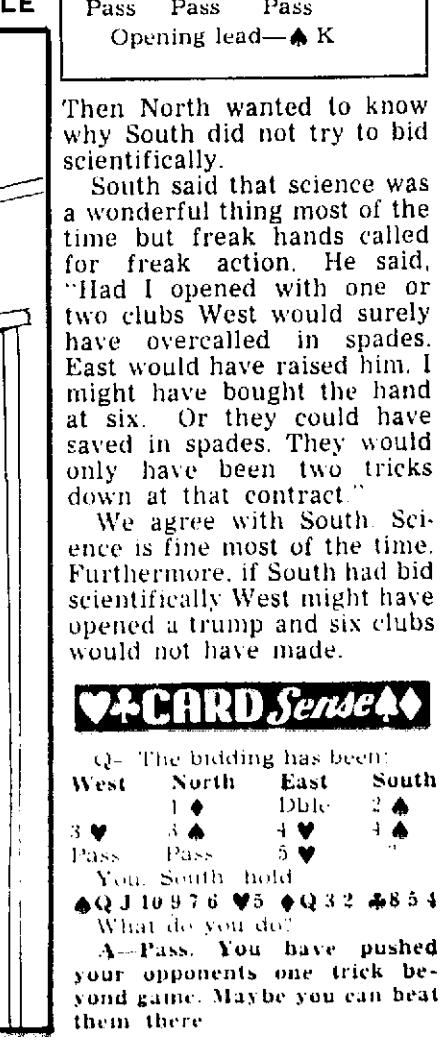 LE
Pass Pass Pass
Opening lead—♠ K
Then North wanted to know
why South did not try to bid
scientifically.
South said that science was
a wonderful thing most of the
time but freak hands called
for freak action. He said,
"Had I opened with one or
two clubs West would surely
have overcalled in spades.
East would have raised him. I
might have bought the hand
at six. Or they could have
saved in spades. They would
only have been two tricks
down at that contract."
We agree with South. Sci-
ence is fine most of the time.
Furthermore, if South had bid
scientifically West might have
opened a trump and six clubs
would not have made.
♥♣CARD Sense♠♦
Q—The bidding has been:
West North East South
1 ♦ Dble 2 ♠
3 ♥ 3 ♠ 4 ♥ 4 ♠
Pass Pass 5 ♥ "
You, South hold
♠Q J 10 9 7 6 ♥5 ♦Q 3 2 ♣8 5 4
What do you do?
A—Pass. You have pushed
your opponents one trick be-
yond game. Maybe you can beat
them there